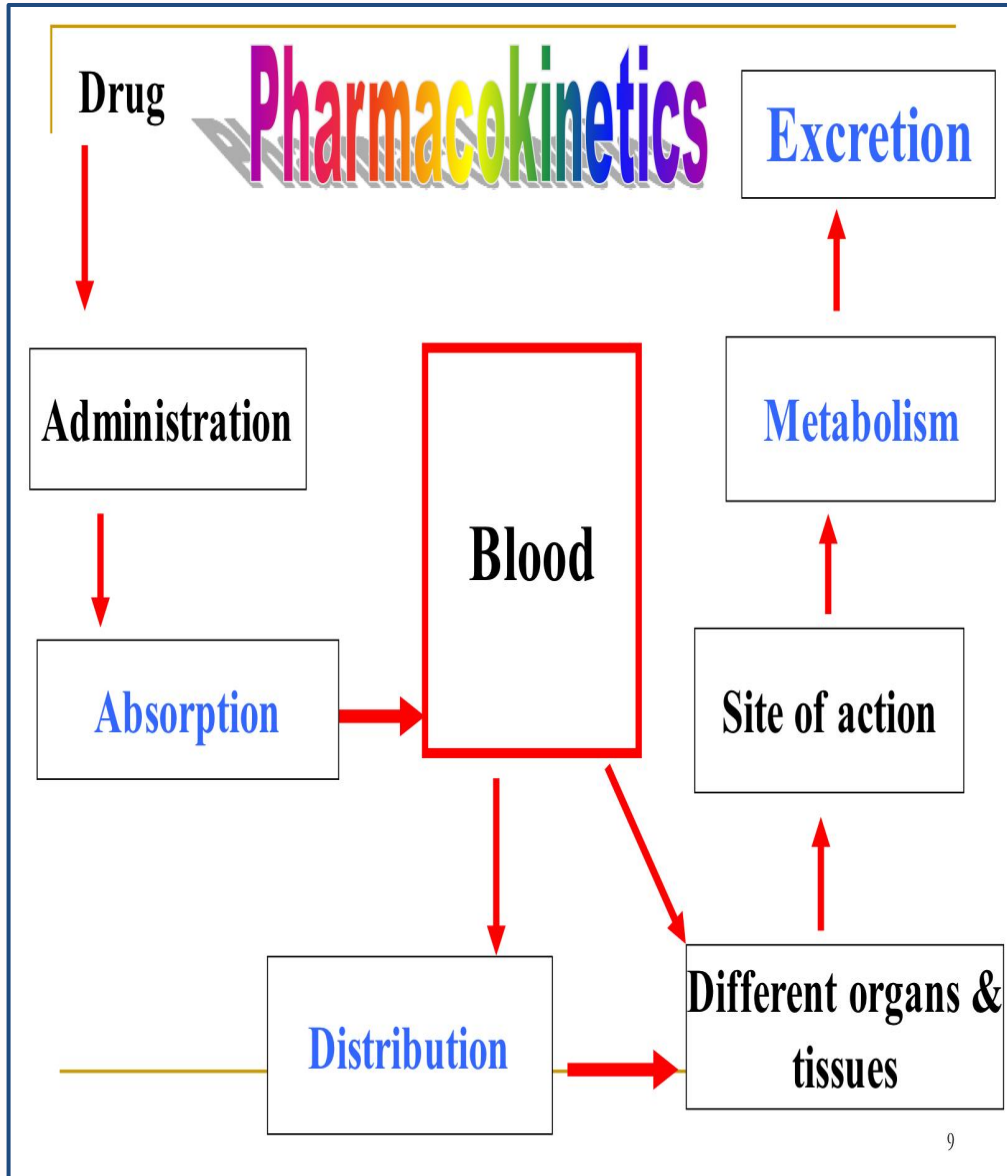 Drug
Pharmacokinetics
Excretion
Administration
Blood
Metabolism
Absorption
Site of action
Distribution
Different organs &
tissues
9